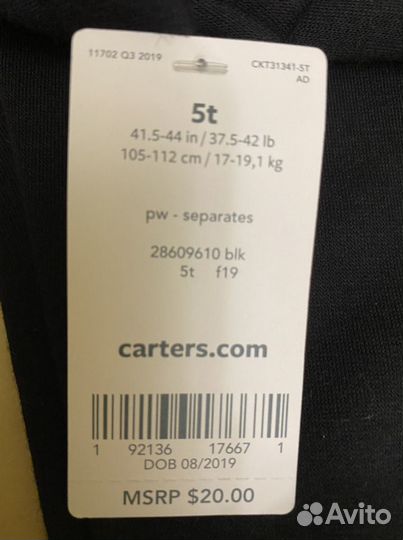 11702 Q3 2019
CKT31341-5T
AD
5t
41.5-44 in / 37.5-42 lb
105-112 cm / 17-19,1 kg
pw - separates
28609610 blk
5t f19
carters.com
1 92136 17667 1
DOB 08/2019
MSRP $20.00
Avito